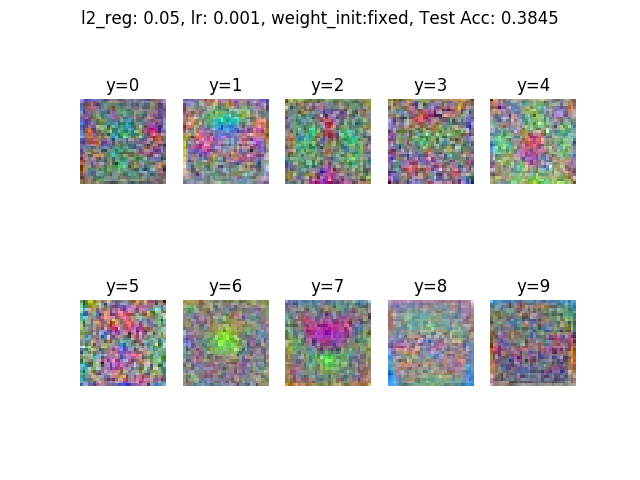 l2_reg: 0.05, lr: 0.001, weight_init:fixed, Test Acc: 0.3845
y=0 y=1 y=2 y=3 y=4
y=5 y=6 y=7 y=8 y=9